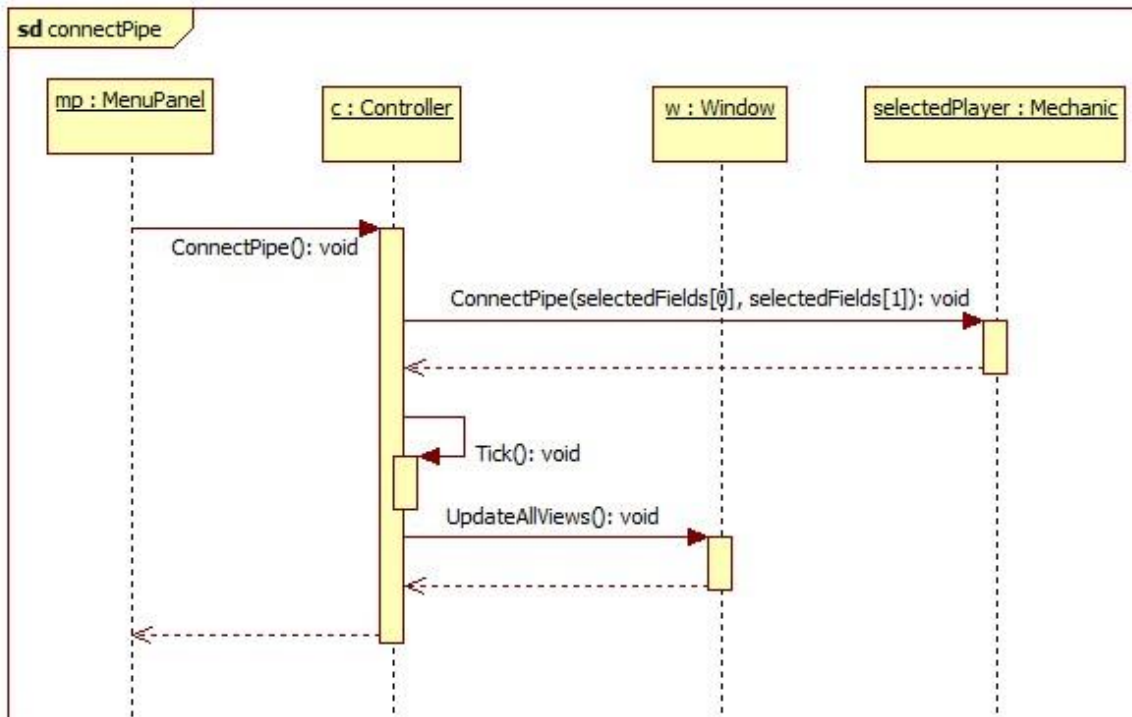 sd connectPipe
mp : MenuPanel
c : Controller
w : Window
selectedPlayer : Mechanic
ConnectPipe(): void
ConnectPipe(selectedFields[0], selectedFields[1]): void
Tick(): void
UpdateAllViews(): void